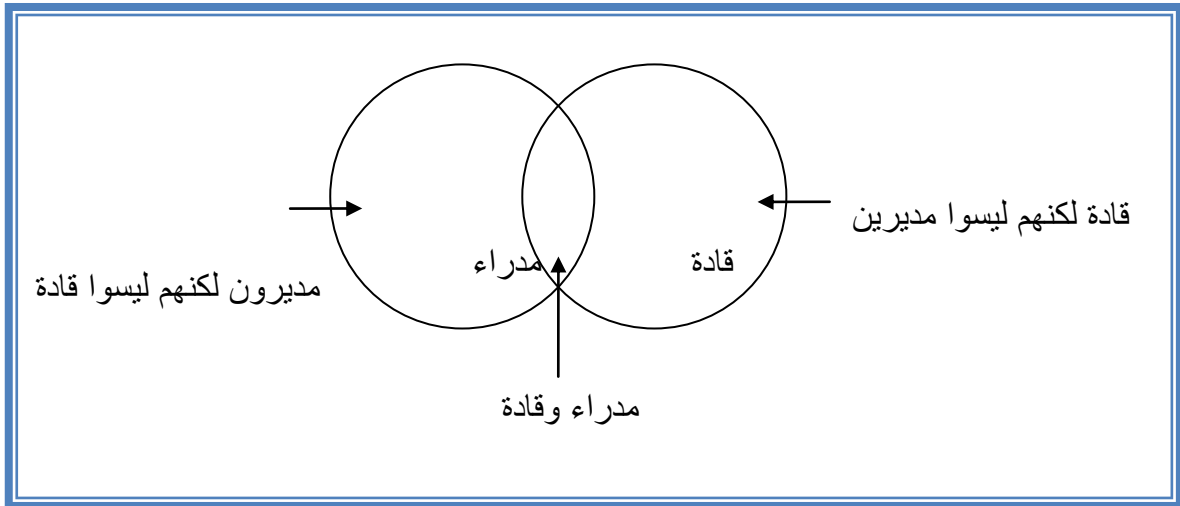 قادة لكنهم ليسوا مديرين
قادة
مدراء
مديرون لكنهم ليسوا قادة
مدراء وقادة